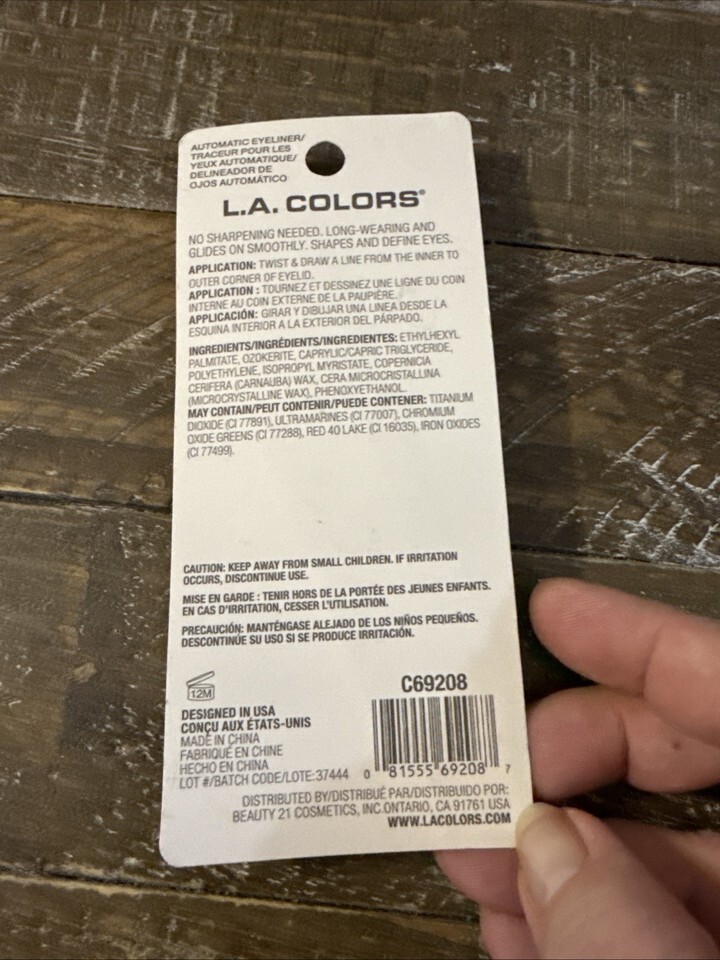 AUTOMATIC EYELINER/
TRACEUR POUR LES
YEUX AUTOMATIQUE/
DELINEADOR DE
OJOS AUTOMÁTICO
L.A. COLORS®
NO SHARPENING NEEDED. LONG-WEARING AND
GLIDES ON SMOOTHLY. SHAPES AND DEFINE EYES.
APPLICATION: TWIST & DRAW A LINE FROM THE INNER TO
OUTER CORNER OF EYELID.
APPLICATION : TOURNEZ ET DESSINEZ UNE LIGNE DU COIN
INTERNE AU COIN EXTERNE DE LA PAUPIÈRE.
APPLICACIÓN: GIRAR Y DIBUJAR UNA LINEA DESDE LA
ESQUINA INTERIOR A LA EXTERIOR DEL PÁRPADO.
INGREDIENTS/INGRÉDIENTS/INGREDIENTES: ETHYLHEXYL
PALMITATE, OZOKERITE, CAPRYLIC/CAPRIC TRIGLYCERIDE,
POLYETHYLENE, ISOPROPYL MYRISTATE, COPERNICIA
CERIFERA (CARNAUBA) WAX, CERA MICROCRISTALLINA
(MICROCRYSTALLINE WAX), PHENOXYETHANOL.
MAY CONTAIN/PEUT CONTENIR/PUEDE CONTENER: TITANIUM
DIOXIDE (CI 77891), ULTRAMARINES (CI 77007), CHROMIUM
OXIDE GREENS (CI 77288), RED 40 LAKE (CI 16035), IRON OXIDES
(CI 77499).
CAUTION: KEEP AWAY FROM SMALL CHILDREN. IF IRRITATION
OCCURS, DISCONTINUE USE.
MISE EN GARDE : TENIR HORS DE LA PORTÉE DES JEUNES ENFANTS.
EN CAS D'IRRITATION, CESSER L'UTILISATION.
PRECAUCIÓN: MANTÉNGASE ALEJADO DE LOS NIÑOS PEQUEÑOS.
DESCONTINÚE SU USO SI SE PRODUCE IRRITACIÓN.
12M
C69208
DESIGNED IN USA
CONÇU AUX ÉTATS-UNIS
MADE IN CHINA
FABRIQUÉ EN CHINE
HECHO EN CHINA
LOT #/BATCH CODE/LOTE: 37444
0 81555 69208 7
DISTRIBUTED BY/DISTRIBUÉ PAR/DISTRIBUIDO POR:
BEAUTY 21 COSMETICS, INC.ONTARIO, CA 91761 USA
WWW.LACOLORS.COM